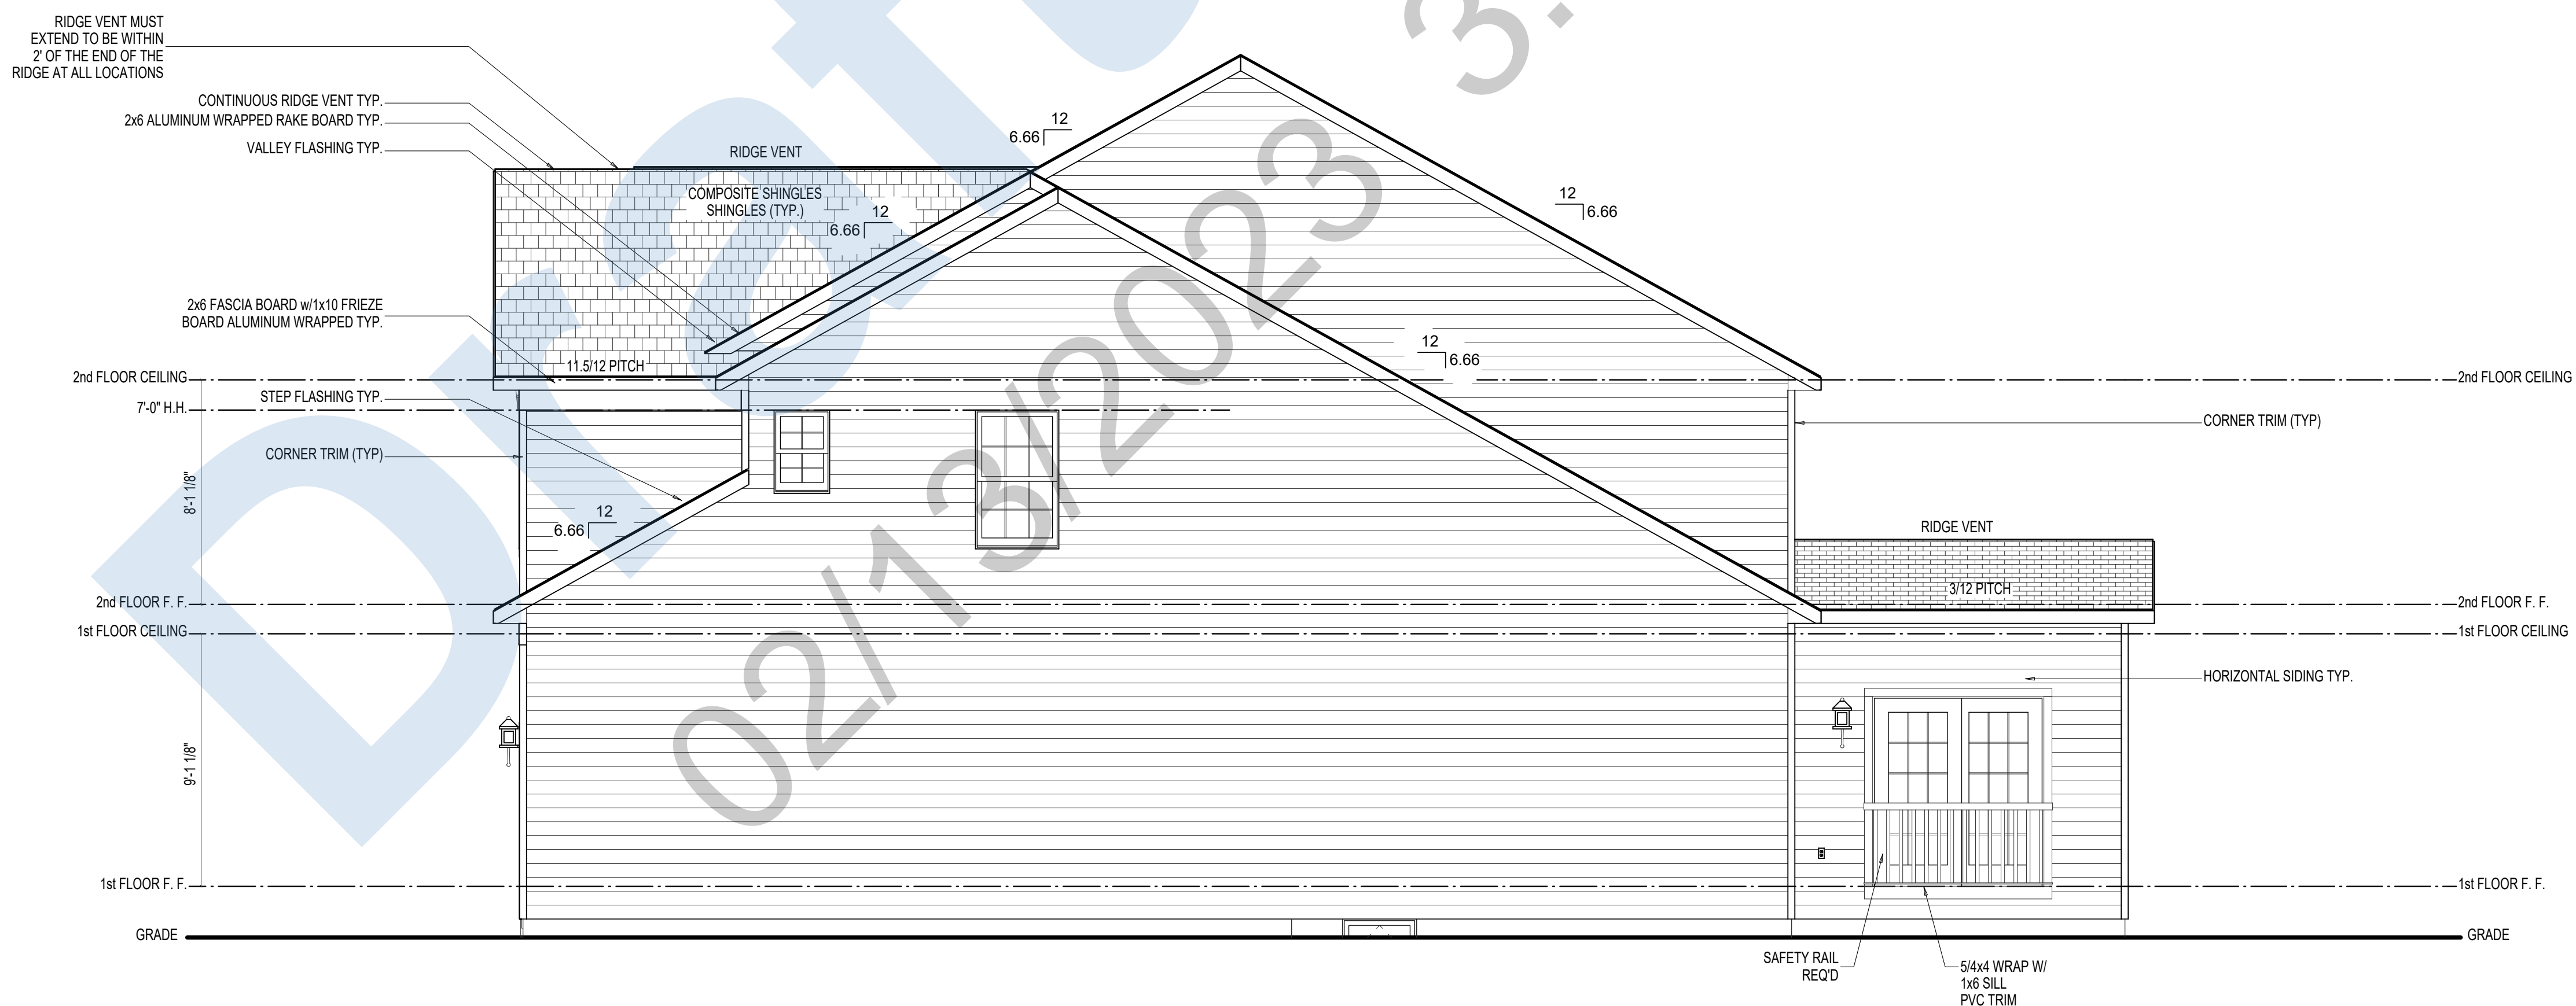 RIDGE VENT MUST
EXTEND TO BE WITHIN
2' OF THE END OF THE
RIDGE AT ALL LOCATIONS
CONTINUOUS RIDGE VENT TYP.
2x6 ALUMINUM WRAPPED RAKE BOARD TYP.
VALLEY FLASHING TYP.
RIDGE VENT
COMPOSITE SHINGLES
SHINGLES (TYP.)
12
6.66
12
6.66
12
6.66
12
6.66
2x6 FASCIA BOARD w/1x10 FRIEZE
BOARD ALUMINUM WRAPPED TYP.
11.5/12 PITCH
2nd FLOOR CEILING
2nd FLOOR CEILING
STEP FLASHING TYP.
7'-0" H.H.
CORNER TRIM (TYP)
CORNER TRIM (TYP)
8'-1 1/8"
12
6.66
RIDGE VENT
3/12 PITCH
2nd FLOOR F. F.
2nd FLOOR F. F.
1st FLOOR CEILING
1st FLOOR CEILING
HORIZONTAL SIDING TYP.
9'-1 1/8"
1st FLOOR F. F.
1st FLOOR F. F.
GRADE
GRADE
SAFETY RAIL
REQ'D
5/4x4 WRAP W/
1x6 SILL
PVC TRIM
02/13/2023 3: